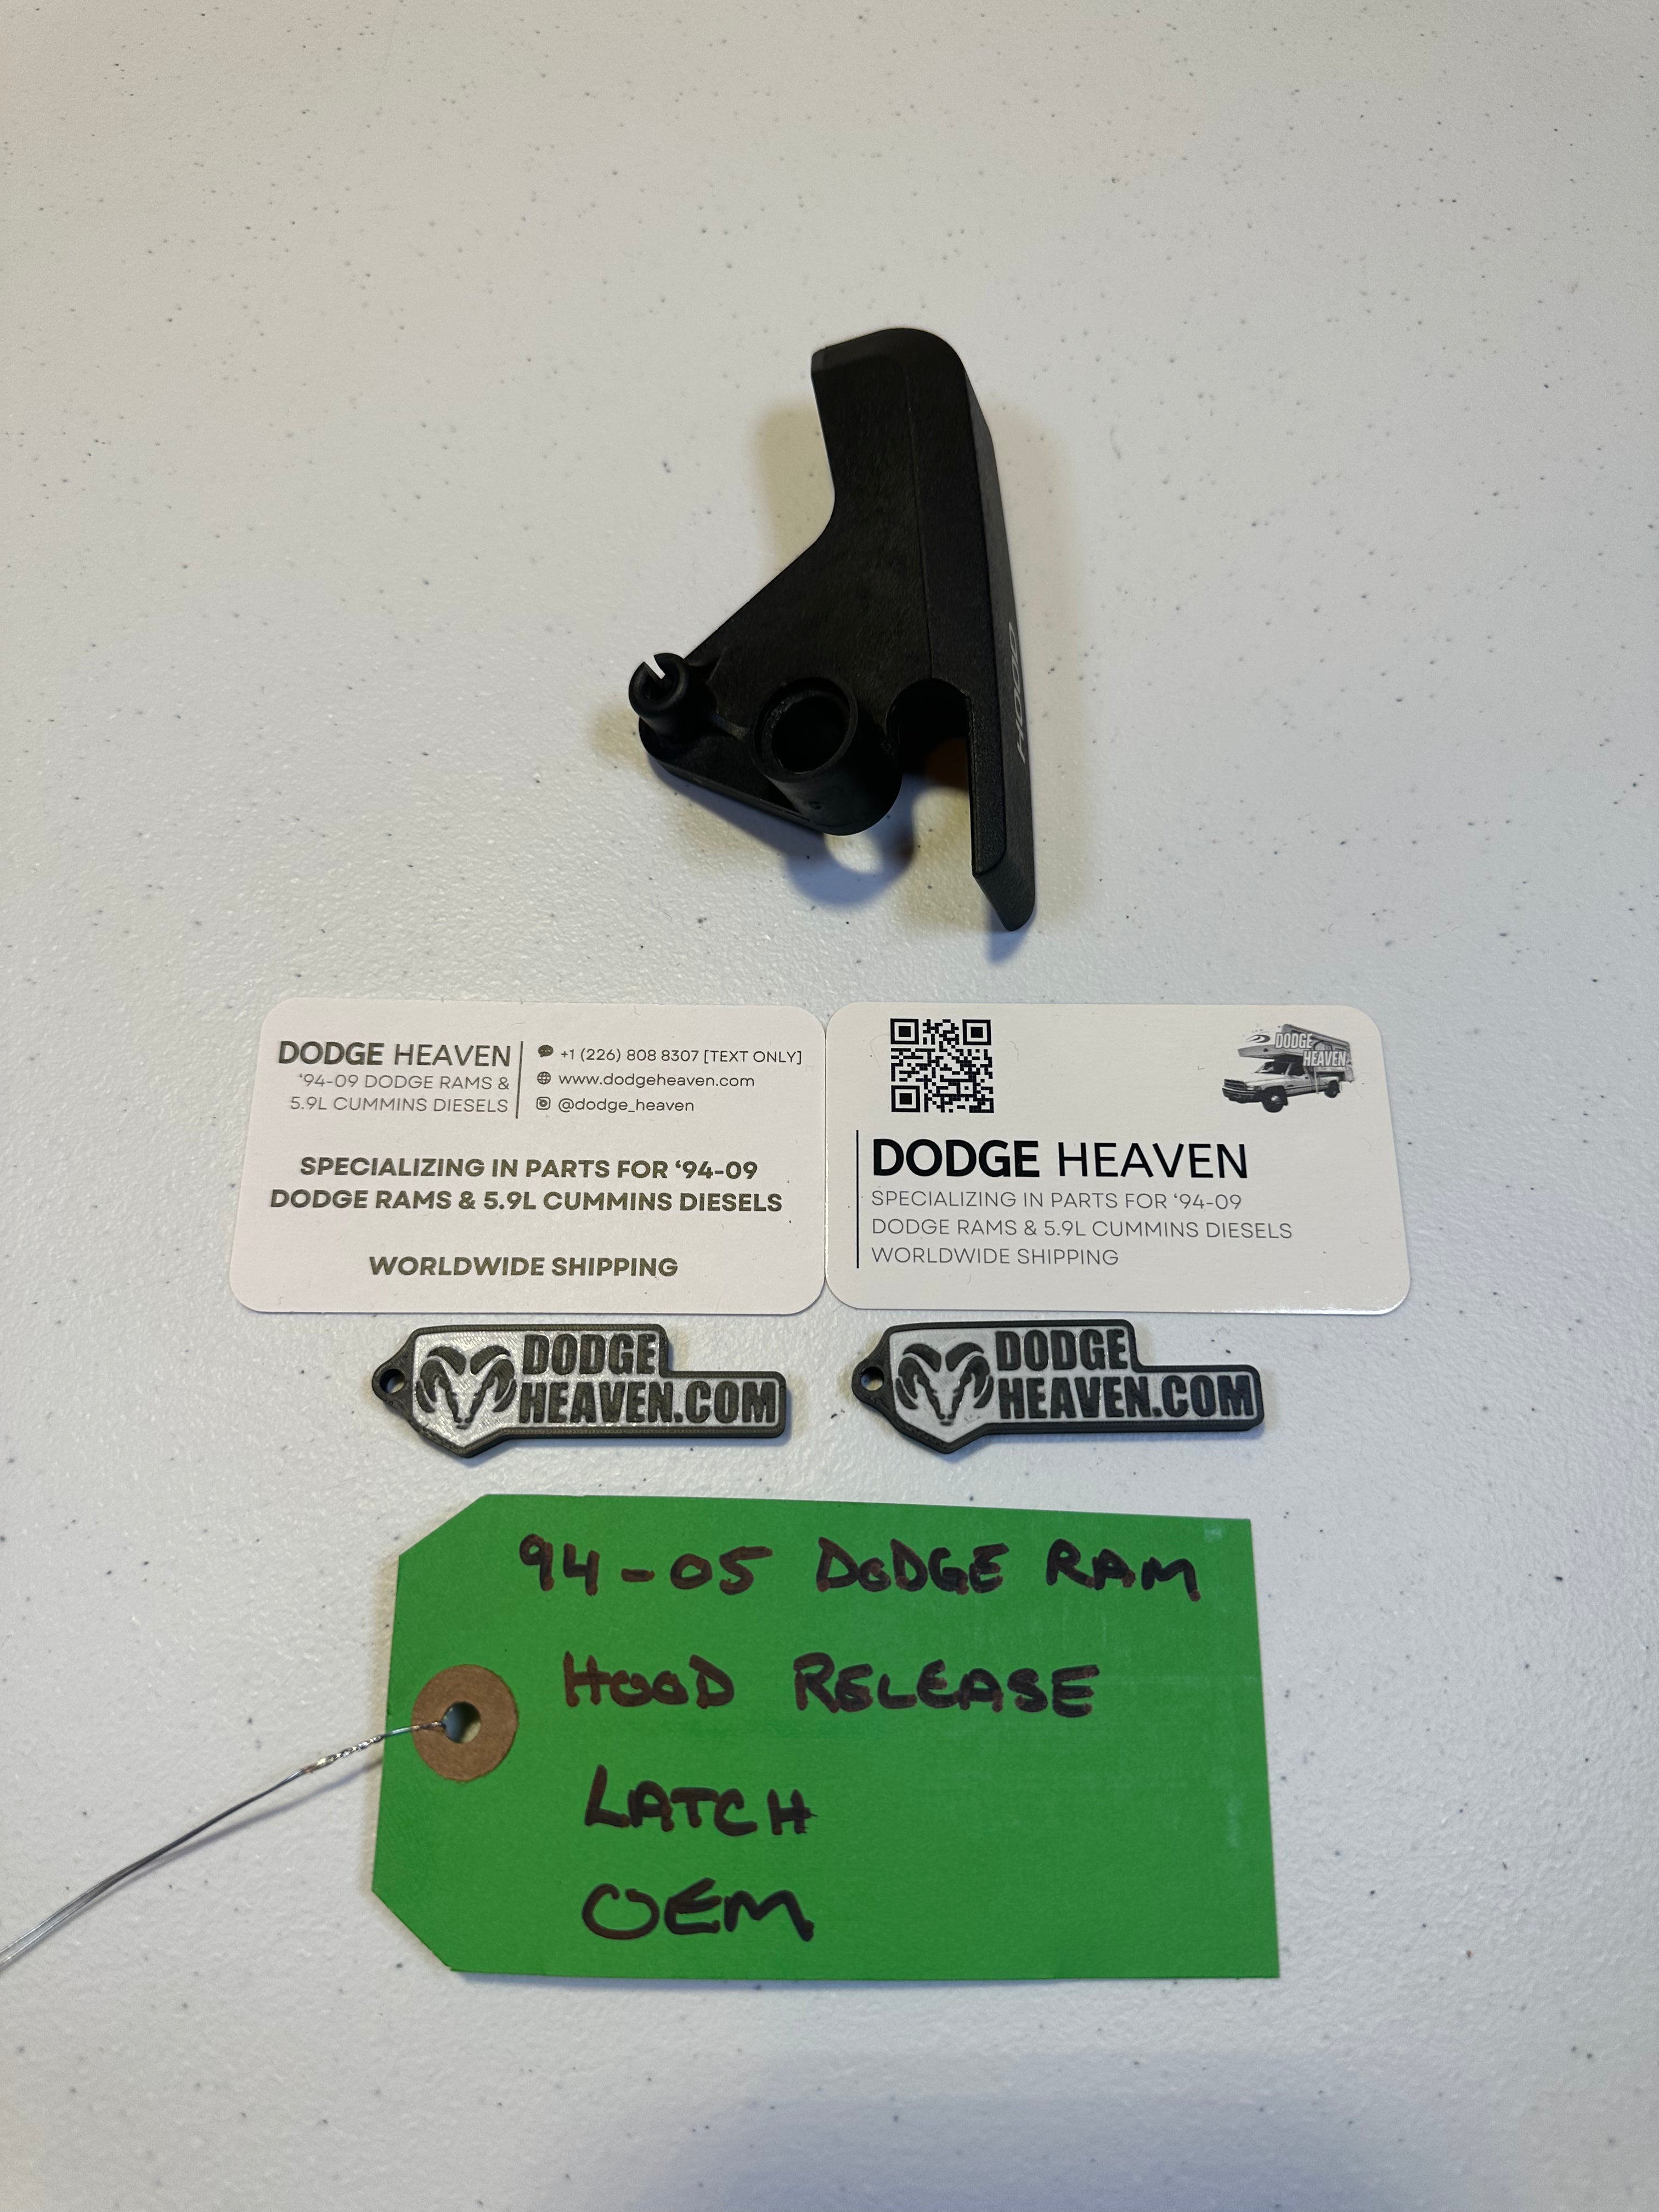 HOOD
DODGE HEAVEN
‘94-09 DODGE RAMS &
5.9L CUMMINS DIESELS
+1 (226) 808 8307 [TEXT ONLY]
www.dodgeheaven.com
@dodge_heaven
SPECIALIZING IN PARTS FOR ‘94-09
DODGE RAMS & 5.9L CUMMINS DIESELS
WORLDWIDE SHIPPING
DODGE
HEAVEN
DODGE HEAVEN
SPECIALIZING IN PARTS FOR ‘94-09
DODGE RAMS & 5.9L CUMMINS DIESELS
WORLDWIDE SHIPPING
DODGE
HEAVEN.COM
DODGE
HEAVEN.COM
94-05 DODGE RAM
HOOD RELEASE
LATCH
OEM